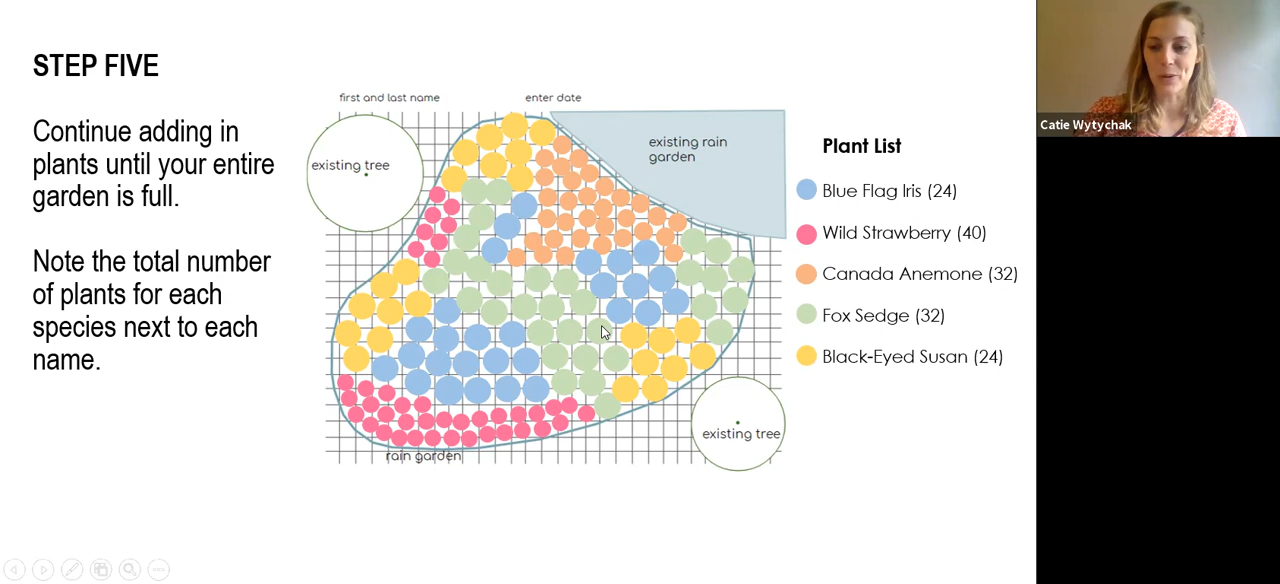 STEP FIVE
Continue adding in
plants until your entire
garden is full.
Note the total number
of plants for each
species next to each
name.
first and last name
enter date
existing tree
existing rain
garden
existing tree
rain garden
Plant List
Blue Flag Iris (24)
Wild Strawberry (40)
Canada Anemone (32)
Fox Sedge (32)
Black-Eyed Susan (24)
Catie Wytychak